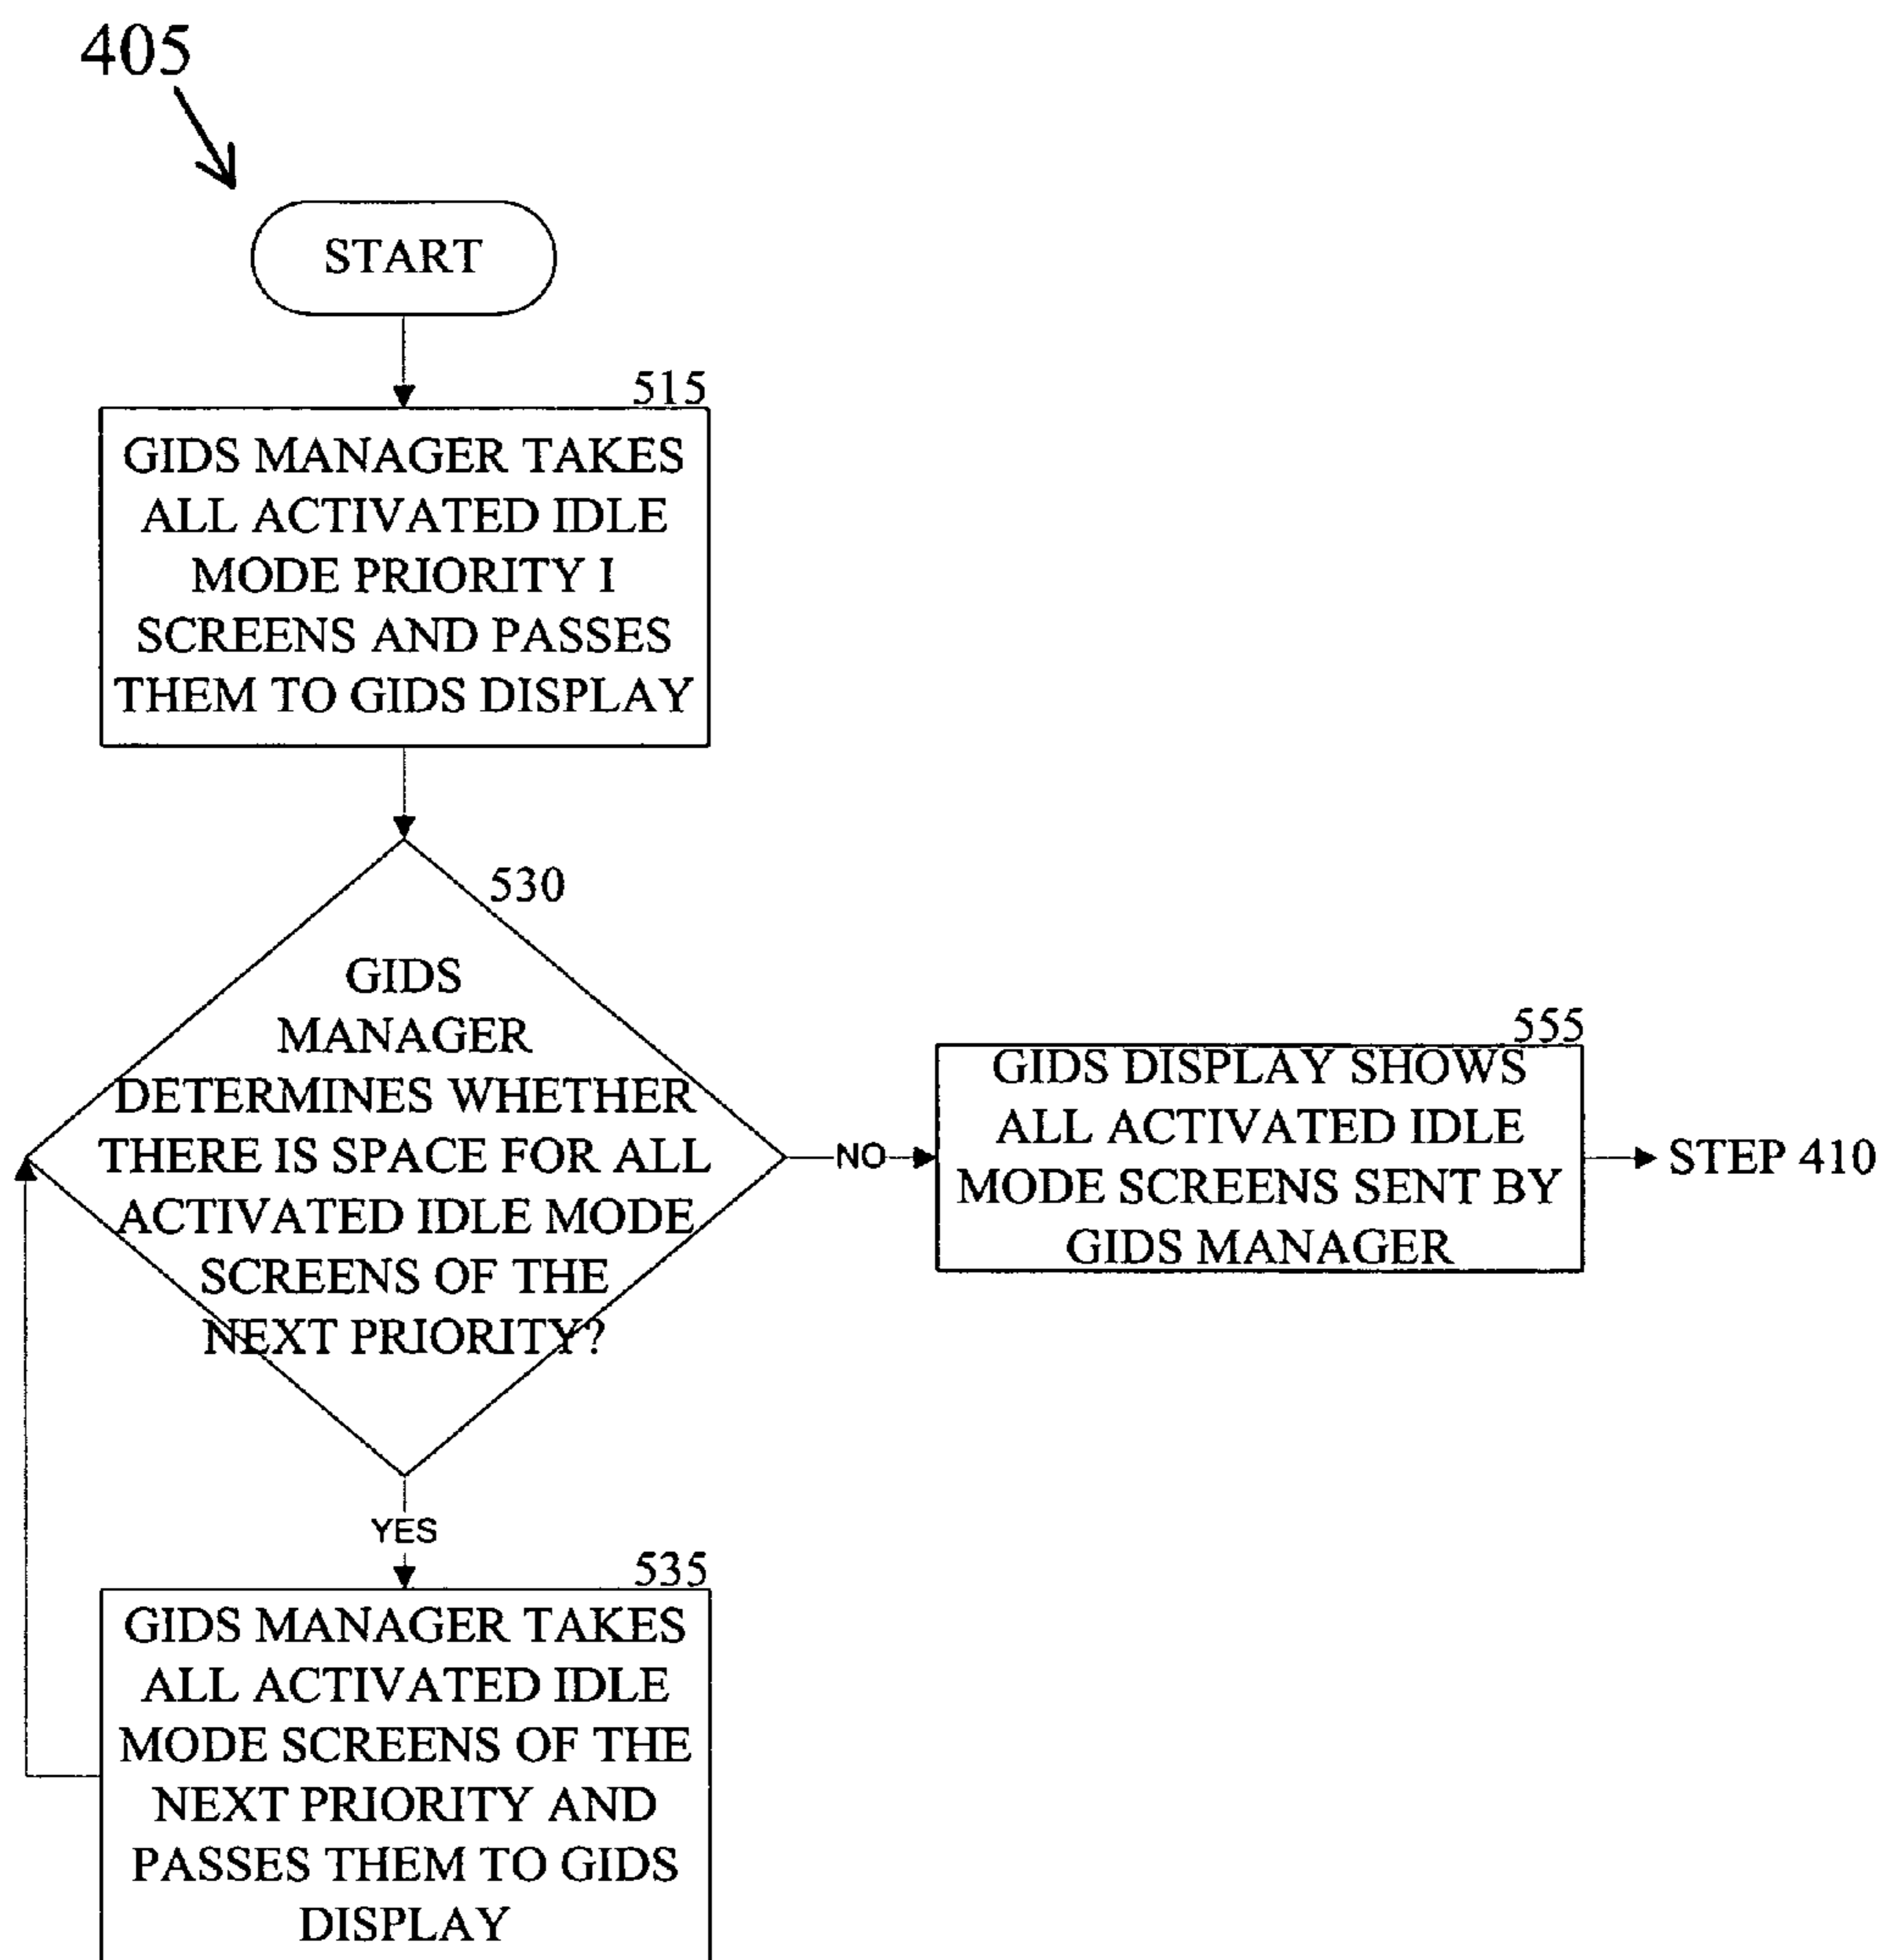 405
START
515
GIDS MANAGER TAKES
ALL ACTIVATED IDLE
MODE PRIORITY I
SCREENS AND PASSES
THEM TO GIDS DISPLAY
530
GIDS
MANAGER
DETERMINES WHETHER
THERE IS SPACE FOR ALL
ACTIVATED IDLE MODE
SCREENS OF THE
NEXT PRIORITY?
NO
555
GIDS DISPLAY SHOWS
ALL ACTIVATED IDLE
MODE SCREENS SENT BY
GIDS MANAGER
STEP 410
YES
535
GIDS MANAGER TAKES
ALL ACTIVATED IDLE
MODE SCREENS OF THE
NEXT PRIORITY AND
PASSES THEM TO GIDS
DISPLAY